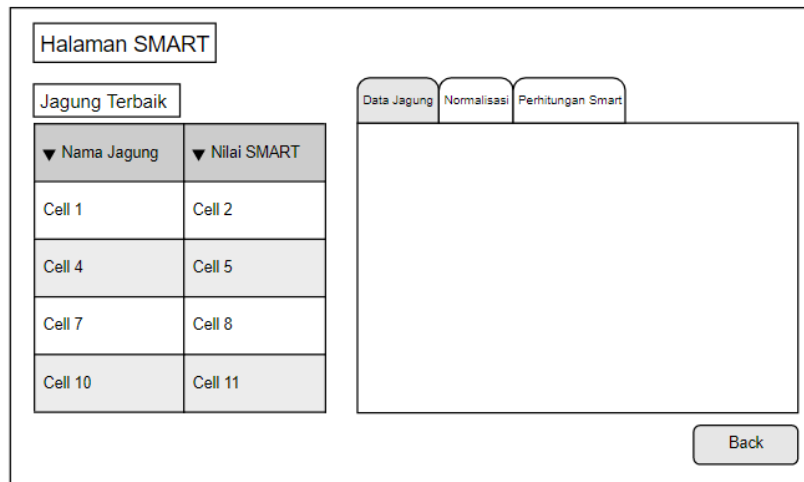 Halaman SMART
Jagung Terbaik
▼ Nama Jagung ▼ Nilai SMART
Cell 1 Cell 2
Cell 4 Cell 5
Cell 7 Cell 8
Cell 10 Cell 11
Data Jagung Normalisasi Perhitungan Smart
Back